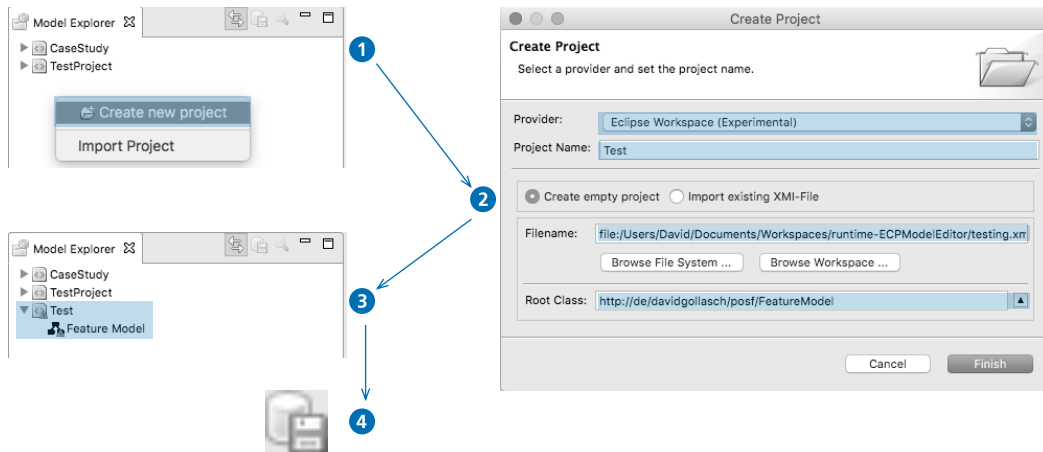 Model Explorer
CaseStudy
TestProject
Create new project
Import Project
1
Create Project
Create Project
Select a provider and set the project name.
Provider: Eclipse Workspace (Experimental)
Project Name: Test
Create empty project Import existing XMI-File
Filename: file:/Users/David/Documents/Workspaces/runtime-ECPModelEditor/testing.xm
Browse File System ... Browse Workspace ...
Root Class: http://de/davidgollasch/posf/FeatureModel
Cancel Finish
2
Model Explorer
CaseStudy
TestProject
Test
Feature Model
3
4